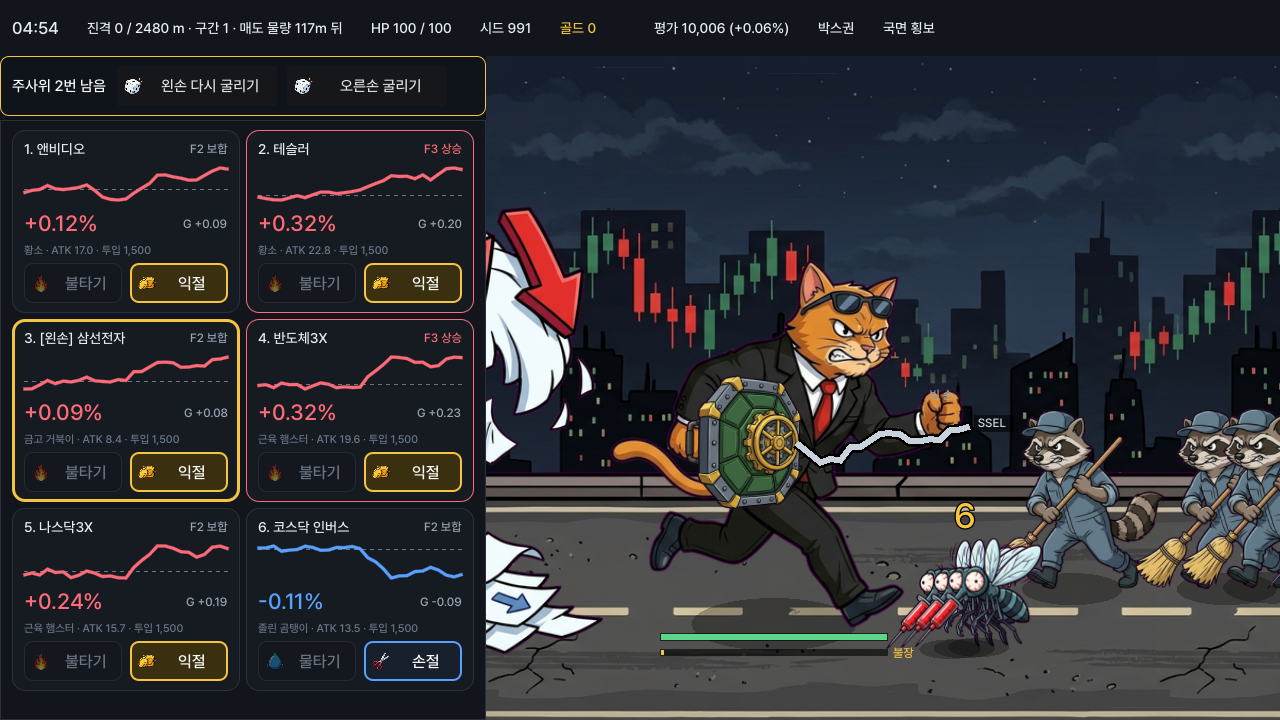 04:54 진격 0 / 2480 m · 구간 1 · 매도 물량 117m 뒤 HP 100 / 100 시드 991 골드 0 평가 10,006 (+0.06%) 박스권 국면 횡보
주사위 2번 남음 왼손 다시 굴리기 오른손 굴리기
1. 앤비디오 F2 보합
+0.12% G +0.09
황소 · ATK 17.0 · 투입 1,500
불타기 익절
2. 테슬러 F3 상승
+0.32% G +0.20
황소 · ATK 22.8 · 투입 1,500
불타기 익절
3. [왼손] 삼선전자 F2 보합
+0.09% G +0.08
금고 거북이 · ATK 8.4 · 투입 1,500
불타기 익절
4. 반도체3X F3 상승
+0.32% G +0.23
근육 햄스터 · ATK 19.6 · 투입 1,500
불타기 익절
5. 나스닥3X F2 보합
+0.24% G +0.19
근육 햄스터 · ATK 15.7 · 투입 1,500
불타기 익절
6. 코스닥 인버스 F2 보합
-0.11% G -0.09
졸린 곰탱이 · ATK 13.5 · 투입 1,500
물타기 손절
SSEL
6
불장